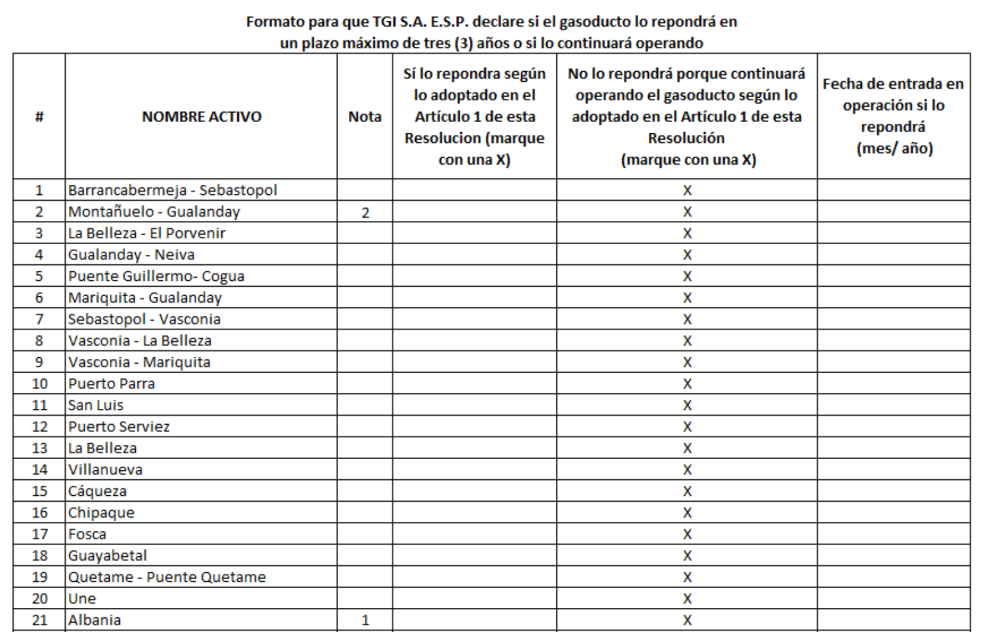 Formato para que TGI S.A. E.S.P. declare si el gasoducto lo repondrá en
un plazo máximo de tres (3) años o si lo continuará operando
# NOMBRE ACTIVO Nota
Sí lo repondra según
lo adoptado en el
Artículo 1 de esta
Resolucion (marque
con una X)
No lo repondrá porque continuará
operando el gasoducto según lo
adoptado en el Artículo 1 de esta
Resolución
(marque con una X)
Fecha de entrada en
operación si lo
repondrá
(mes/ año)
1 Barrancabermeja - Sebastopol X
2 Montañuelo - Gualanday 2 X
3 La Belleza - El Porvenir X
4 Gualanday - Neiva X
5 Puente Guillermo- Cogua X
6 Mariquita - Gualanday X
7 Sebastopol - Vasconia X
8 Vasconia - La Belleza X
9 Vasconia - Mariquita X
10 Puerto Parra X
11 San Luis X
12 Puerto Serviez X
13 La Belleza X
14 Villanueva X
15 Cáqueza X
16 Chipaque X
17 Fosca X
18 Guayabetal X
19 Quetame - Puente Quetame X
20 Une X
21 Albania 1 X